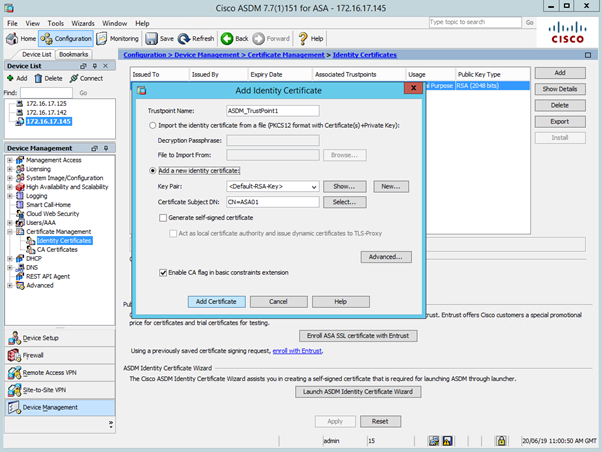 Cisco ASDM 7.7(1)151 for ASA - 172.16.17.145
File View Tools Wizards Window Help
Type topic to search Go
Home Configuration Monitoring Save Refresh Back Forward Help
CISCO
Device List Bookmarks
Configuration > Device Management > Certificate Management > Identity Certificates
Device List
Add Delete Connect
Find: Go
172.16.17.125
172.16.17.142
172.16.17.145
Issued To Issued By Expiry Date Associated Trustpoints Usage Public Key Type
Purpose RSA (2048 bits)
Add
Show Details
Delete
Export
Install
Add Identity Certificate
Trustpoint Name: ASDM_TrustPoint1
Import the identity certificate from a file (PKCS12 format with Certificate(s)+Private Key):
Decryption Passphrase:
File to Import From: Browse...
Add a new identity certificate:
Key Pair: <Default-RSA-Key> Show... New...
Certificate Subject DN: CN=ASA01 Select...
Generate self-signed certificate
Act as local certificate authority and issue dynamic certificates to TLS-Proxy
Advanced...
Enable CA flag in basic constraints extension
Add Certificate Cancel Help
Device Management
Management Access
Licensing
System Image/Configuration
High Availability and Scalability
Logging
Smart Call-Home
Cloud Web Security
Users/AAA
Certificate Management
Identity Certificates
CA Certificates
DHCP
DNS
REST API Agent
Advanced
Device Setup
Firewall
Remote Access VPN
Site-to-Site VPN
Device Management
trust. Entrust offers Cisco customers a special promotional
price for certificates and trial certificates for testing.
Enroll ASA SSL certificate with Entrust
Using a previously saved certificate signing request, enroll with Entrust.
ASDM Identity Certificate Wizard
The Cisco ASDM Identity Certificate Wizard assists you in creating a self-signed certificate that is required for launching ASDM through launcher.
Launch ASDM Identity Certificate Wizard
Apply Reset
admin 15 20/06/19 11:00:50 AM GMT